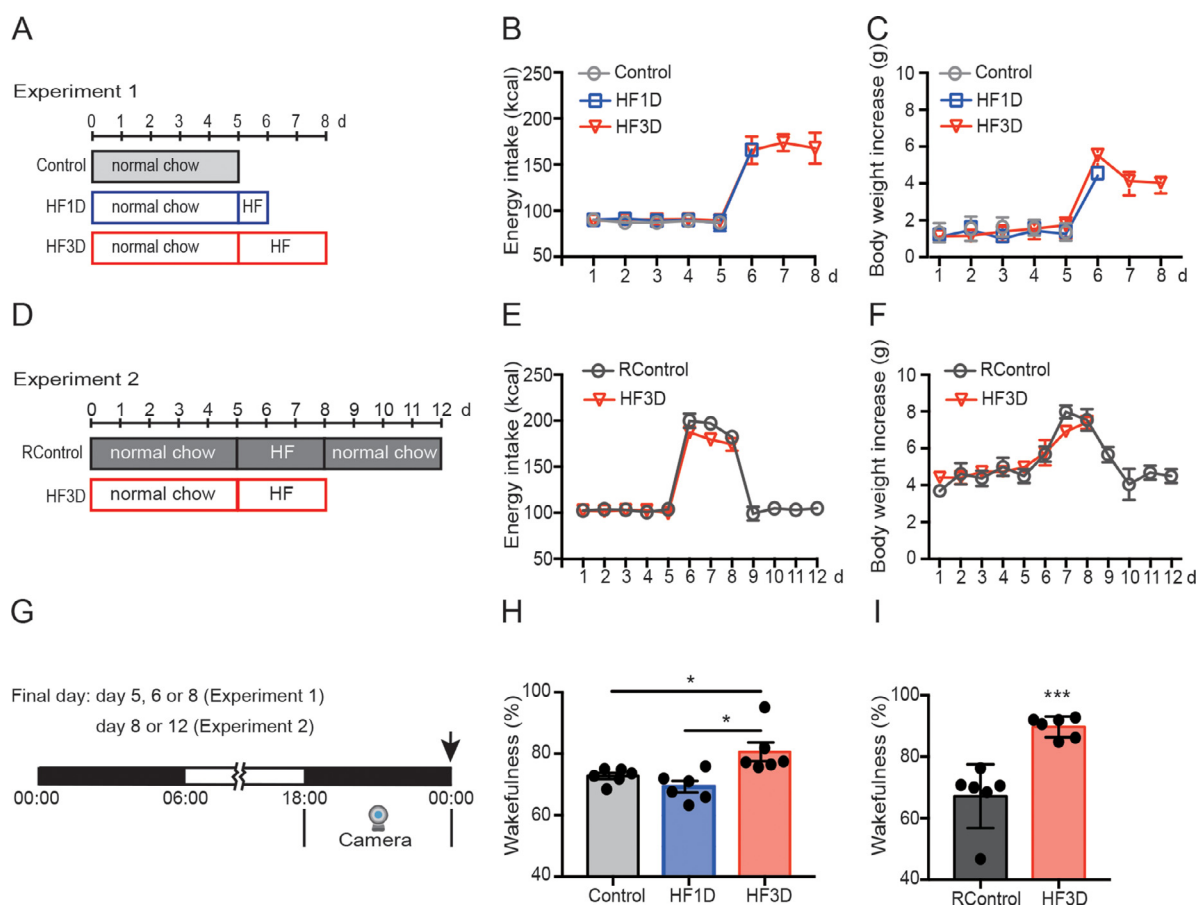 A
Experiment 1
0 1 2 3 4 5 6 7 8 d
Control normal chow
HF1D normal chow HF
HF3D normal chow HF
B
Energy intake (kcal)
250
200
150
100
50
Control
HF1D
HF3D
1 2 3 4 5 6 7 8 d
C
Body weight increase (g)
10
8
6
4
2
0
Control
HF1D
HF3D
1 2 3 4 5 6 7 8 d
D
Experiment 2
0 1 2 3 4 5 6 7 8 9 10 11 12 d
RControl normal chow HF normal chow
HF3D normal chow HF
E
Energy intake (kcal)
250
200
150
100
50
RControl
HF3D
1 2 3 4 5 6 7 8 9 10 11 12 d
F
Body weight increase (g)
10
8
6
4
2
0
RControl
HF3D
1 2 3 4 5 6 7 8 9 10 11 12 d
G
Final day: day 5, 6 or 8 (Experiment 1)
day 8 or 12 (Experiment 2)
00:00 06:00 18:00 00:00
Camera
H
Wakefulness (%)
100
80
60
40
*
*
Control HF1D HF3D
I
Wakefulness (%)
100
80
60
40
***
RControl HF3D